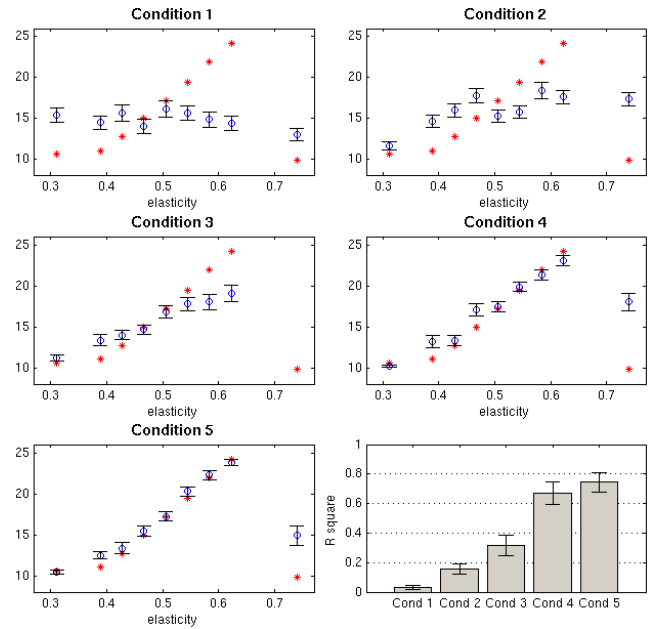 Condition 1
25
20
15
10
0.3 0.4 0.5 0.6 0.7
elasticity
Condition 2
25
20
15
10
0.3 0.4 0.5 0.6 0.7
elasticity
Condition 3
25
20
15
10
0.3 0.4 0.5 0.6 0.7
elasticity
Condition 4
25
20
15
10
0.3 0.4 0.5 0.6 0.7
elasticity
Condition 5
25
20
15
10
0.3 0.4 0.5 0.6 0.7
elasticity
R square
1
0.8
0.6
0.4
0.2
0
Cond 1 Cond 2 Cond 3 Cond 4 Cond 5